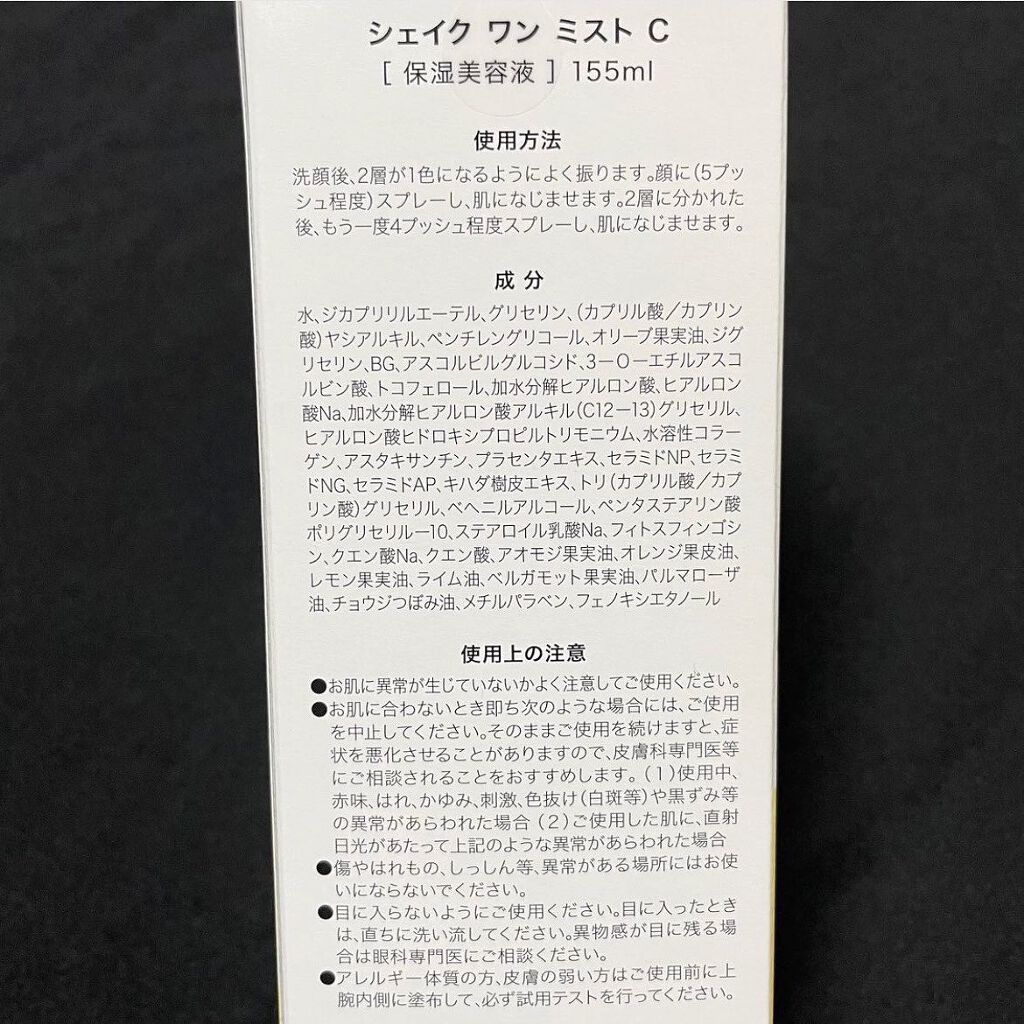 シェイク ワン ミスト C
［ 保湿美容液 ］ 155ml
使用方法
洗顔後、2層が1色になるようによく振ります。顔に（5プッ
シュ程度）スプレーし、肌になじませます。2層に分かれた
後、もう一度4プッシュ程度スプレーし、肌になじませます。
成 分
水、ジカプリリルエーテル、グリセリン、（カプリル酸／カプリン
酸）ヤシアルキル、ペンチレングリコール、オリーブ果実油、ジグ
リセリン、BG、アスコルビルグルコシド、3－O－エチルアスコ
ルビン酸、トコフェロール、加水分解ヒアルロン酸、ヒアルロン
酸Na、加水分解ヒアルロン酸アルキル（C12－13）グリセリル、
ヒアルロン酸ヒドロキシプロピルトリモニウム、水溶性コラー
ゲン、アスタキサンチン、プラセンタエキス、セラミドNP、セラミ
ドNG、セラミドAP、キハダ樹皮エキス、トリ（カプリル酸／カプ
リン酸）グリセリル、ベヘニルアルコール、ペンタステアリン酸
ポリグリセリル－10、ステアロイル乳酸Na、フィトスフィンゴシ
ン、クエン酸Na、クエン酸、アオモジ果実油、オレンジ果皮油、
レモン果実油、ライム油、ベルガモット果実油、パルマローザ
油、チョウジつぼみ油、メチルパラベン、フェノキシエタノール
使用上の注意
●お肌に異常が生じていないかよく注意してご使用ください。
●お肌に合わないとき即ち次のような場合には、ご使用
を中止してください。そのままご使用を続けますと、症
状を悪化させることがありますので、皮膚科専門医等
にご相談されることをおすすめします。（1）使用中、
赤味、はれ、かゆみ、刺激、色抜け（白斑等）や黒ずみ等
の異常があらわれた場合（2）ご使用した肌に、直射
日光があたって上記のような異常があらわれた場合
●傷やはれもの、しっしん等、異常がある場所にはお使
いにならないでください。
●目に入らないようにご使用ください。目に入ったとき
は、直ちに洗い流してください。異物感が目に残る場
合は眼科専門医にご相談ください。
●アレルギー体質の方、皮膚の弱い方はご使用前に上
腕内側に塗布して、必ず試用テストを行ってください。